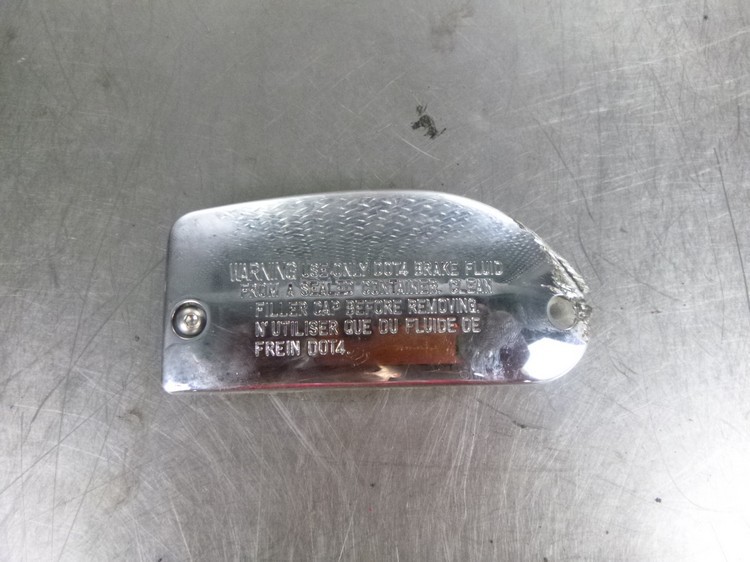 WARNING USE ONLY DOT4 BRAKE FLUID
FROM A SEALED CONTAINER. CLEAN
FILLER CAP BEFORE REMOVING.
N'UTILISER QUE DU FLUIDE DE
FREIN DOT4.